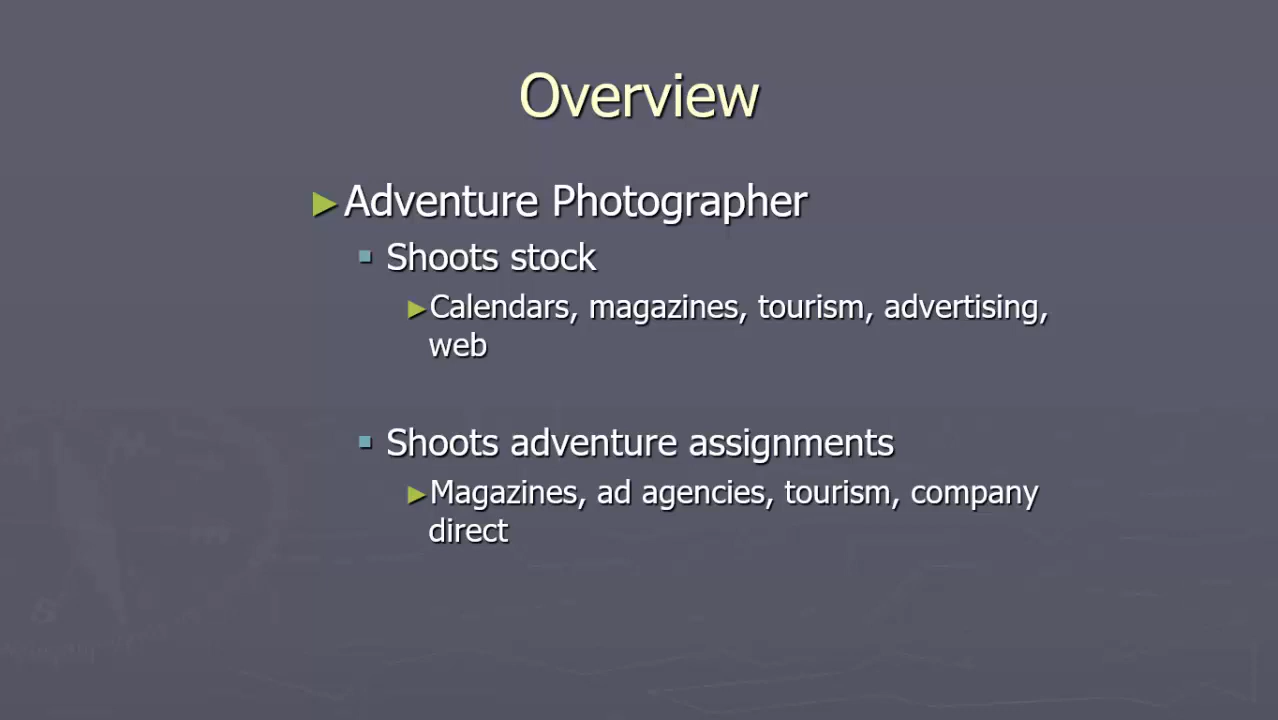 Overview
Adventure Photographer
Shoots stock
Calendars, magazines, tourism, advertising,
web
Shoots adventure assignments
Magazines, ad agencies, tourism, company
direct